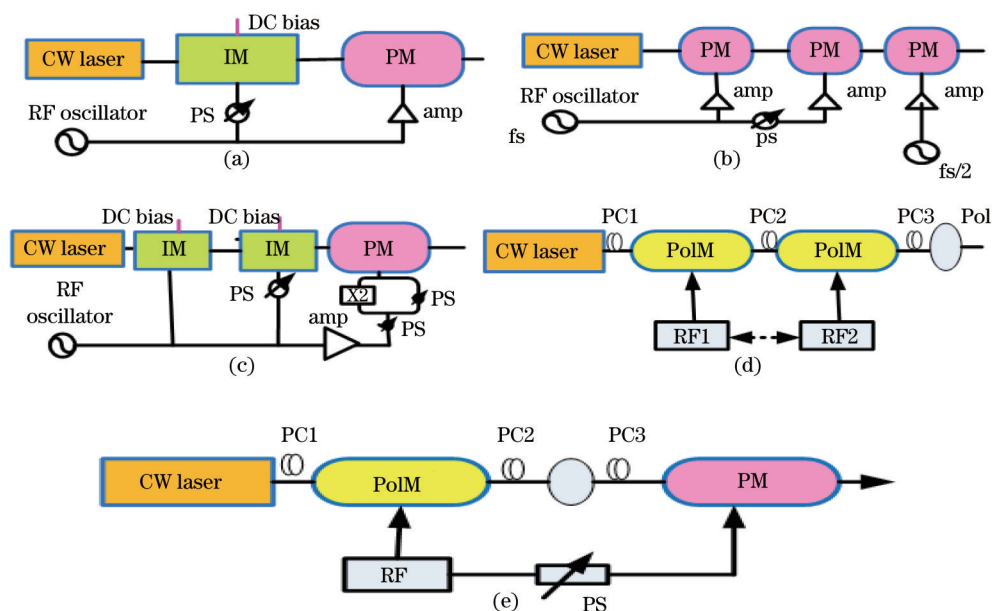 DC bias
CW laser
IM
PM
PS
amp
RF oscillator
(a)
CW laser
PM
PM
PM
amp
amp
amp
RF oscillator
fs
ps
fs/2
(b)
DC bias
DC bias
CW laser
IM
IM
PM
X2
PS
PS
PS
RF
oscillator
amp
(c)
PC1
PC2
PC3
Pol
CW laser
PolM
PolM
RF1
RF2
(d)
PC1
PC2
PC3
CW laser
PolM
PM
RF
PS
(e)